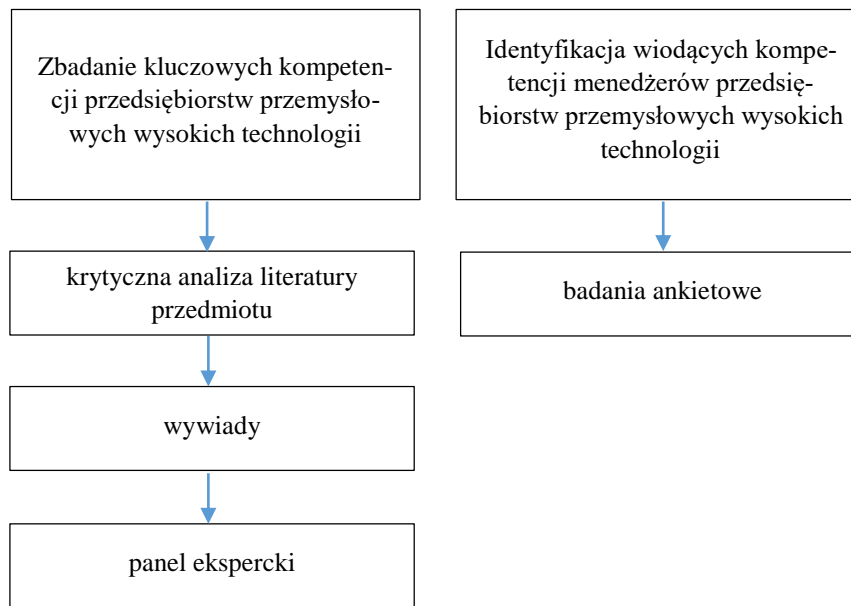 Zbadanie kluczowych kompeten-
cji przedsiębiorstw przemysło-
wych wysokich technologii
krytyczna analiza literatury
przedmiotu
wywiady
panel ekspercki
Identyfikacja wiodących kompe-
tencji menedżerów przedsię-
biorstw przemysłowych wysokich
technologii
badania ankietowe